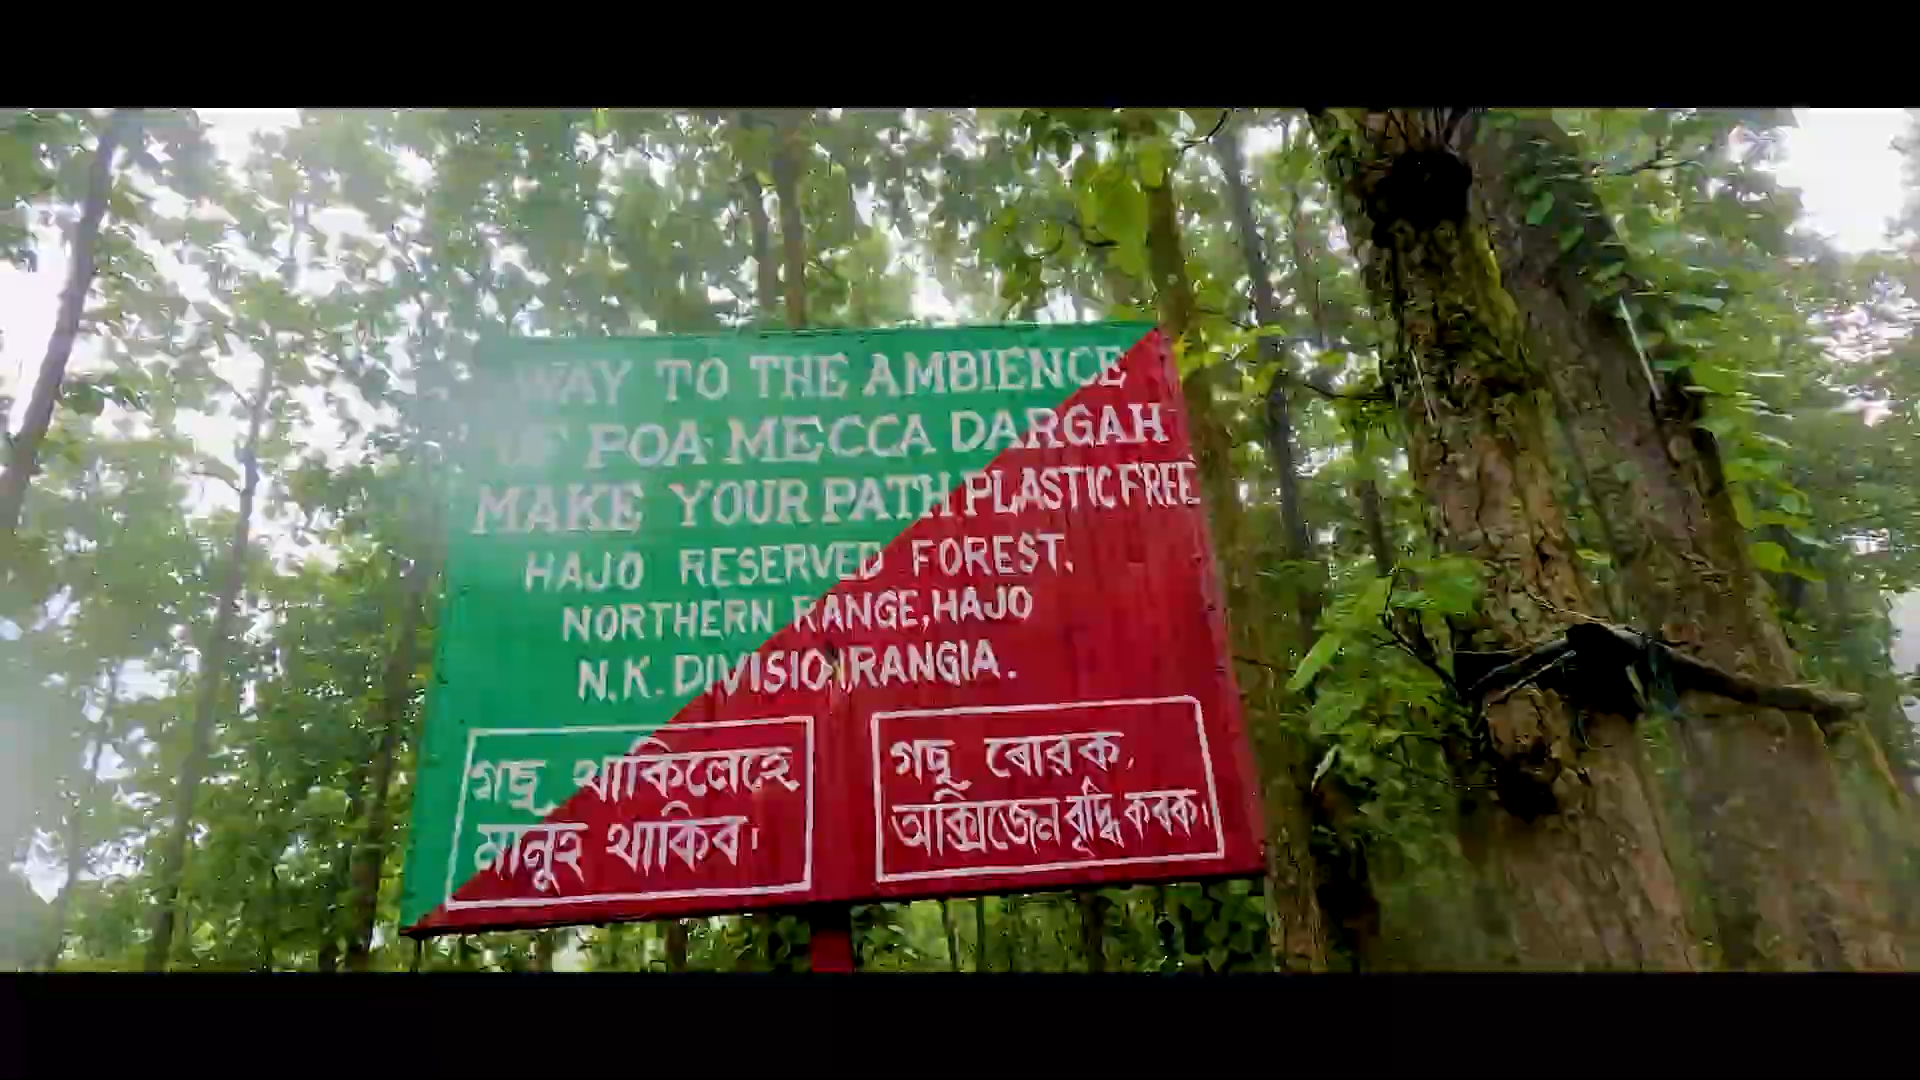 WAY TO THE AMBIENCE
OF POA MECCA DARGAH
MAKE YOUR PATH PLASTIC FREE
HAJO RESERVED FOREST.
NORTHERN RANGE, HAJO
N.K. DIVISION RANGIA.
গছ থাকিলেহে
মানুহ থাকিব।
গছ ৰোৱক,
অক্সিজেন বৃদ্ধি কৰক।